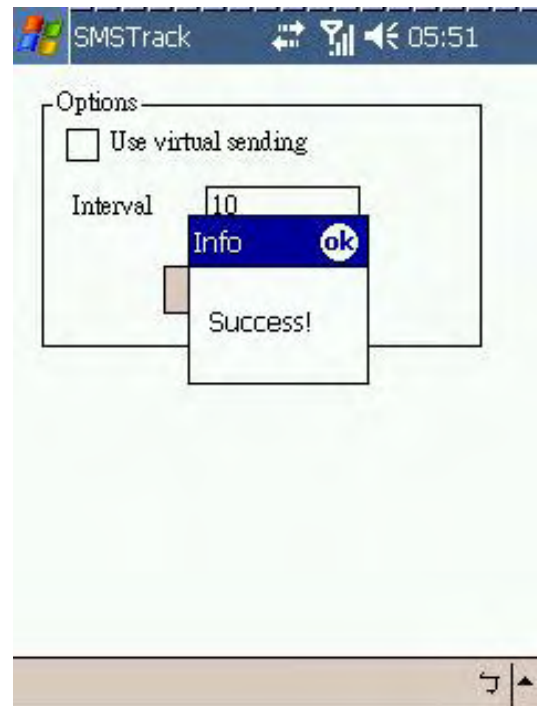 SMSTrack 05:51
Options
Use virtual sending
Interval 10
Info ok
Success!
ㄅ